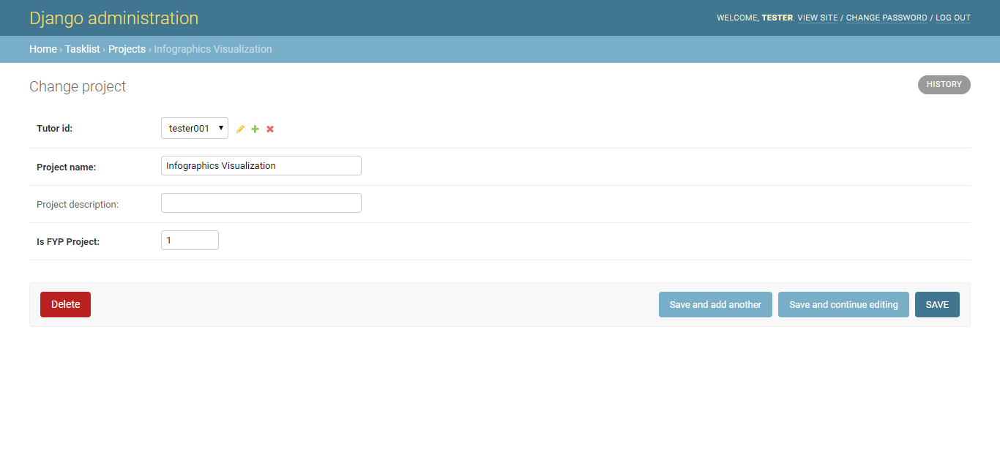 Django administration
WELCOME, TESTER. VIEW SITE / CHANGE PASSWORD / LOG OUT
Home › Tasklist › Projects › Infographics Visualization
Change project
HISTORY
Tutor id: tester001
Project name: Infographics Visualization
Project description:
Is FYP Project: 1
Delete Save and add another Save and continue editing SAVE